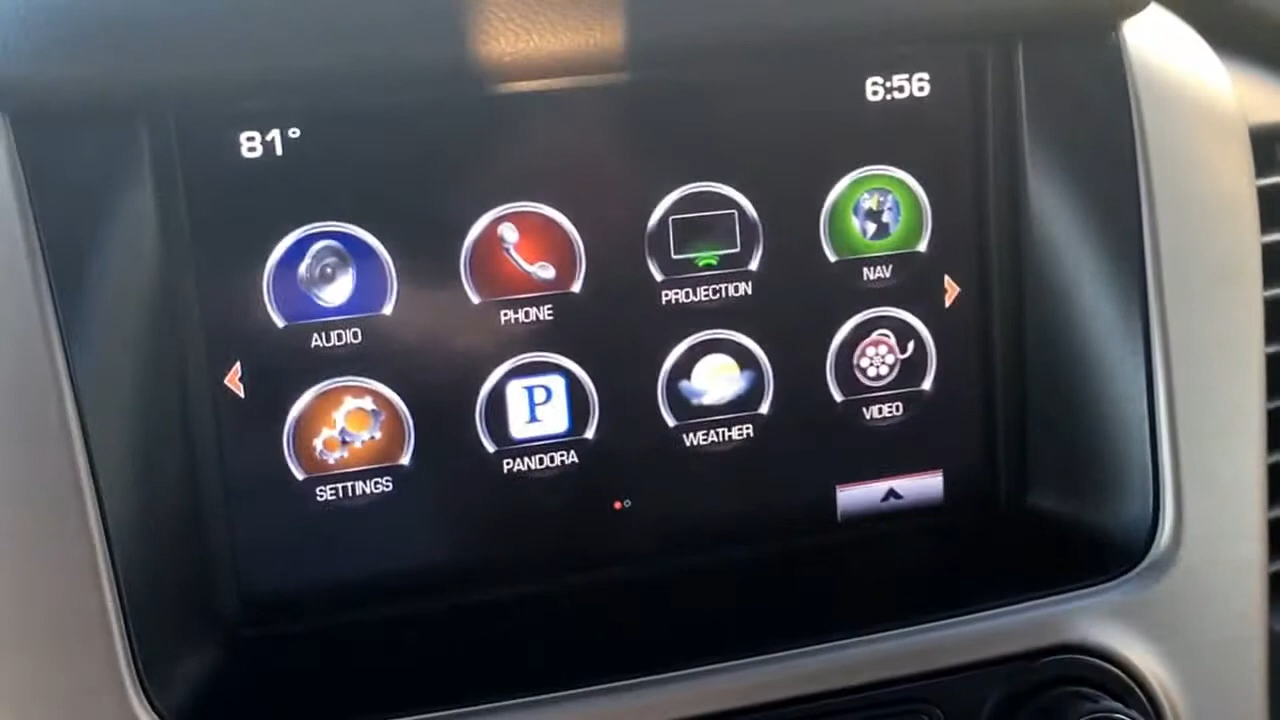 81°
6:56
AUDIO
PHONE
PROJECTION
NAV
SETTINGS
P
PANDORA
WEATHER
VIDEO